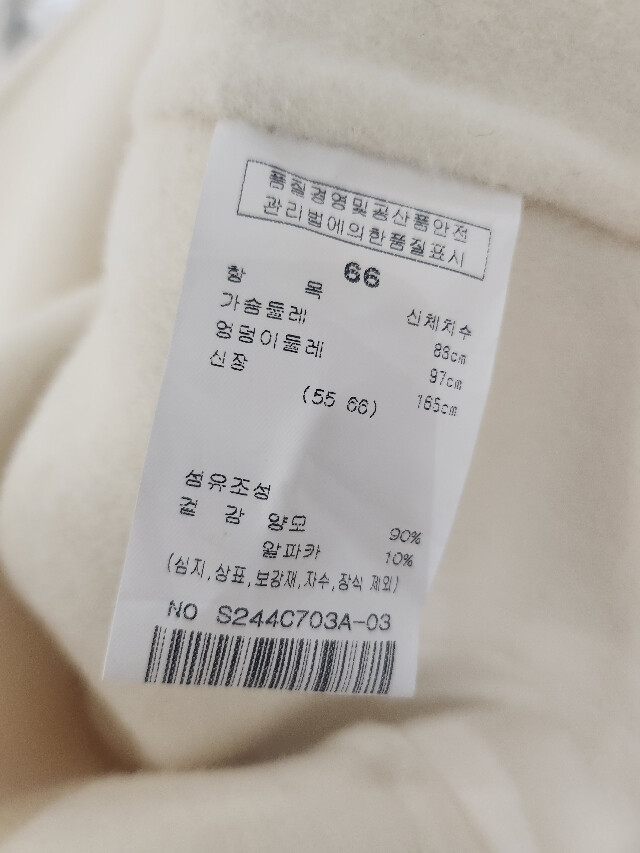 품질경영및공산품안전
관리법에의한품질표시
66
항 목 신체치수
가슴둘레 88cm
엉덩이둘레 97cm
신장 165cm
(55 66)
섬유조성
겉 감 양모 90%
알파카 10%
(심지,상표,보강재,자수,장식 제외)
NO S244C703A-03